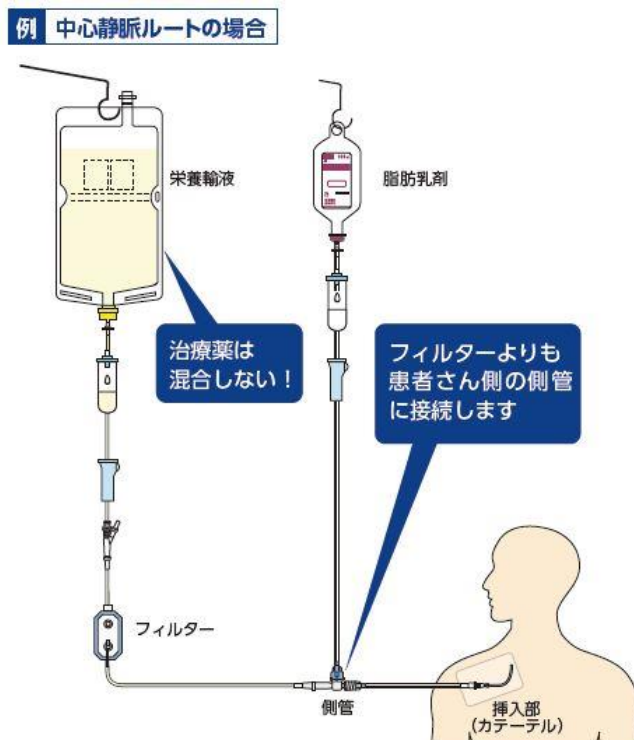 例 中心静脈ルートの場合
栄養輸液
脂肪乳剤
治療薬は
混合しない！
フィルターよりも
患者さん側の側管
に接続します
フィルター
側管
挿入部
(カテーテル)